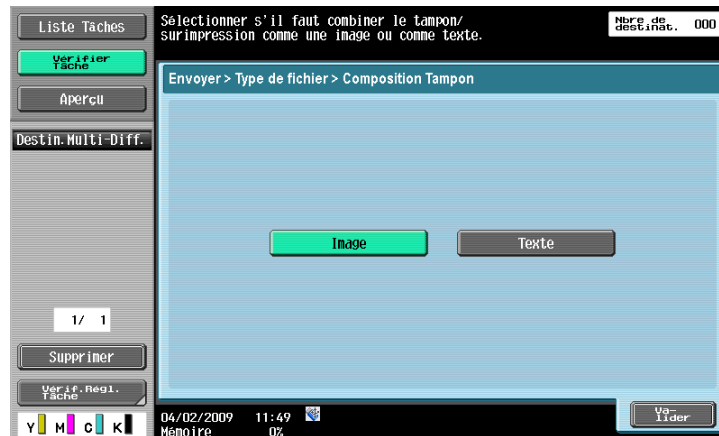 Liste Tâches
Vérifier
Tâche
Aperçu
Destin.Multi-Diff.
1/ 1
Supprimer
Vérif.Régl.
Tâche
Y M C K
Sélectionner s'il faut combiner le tampon/
surimpression comme une image ou comme texte.
Nbre de
destinat. 000
Envoyer > Type de fichier > Composition Tampon
Image
Texte
04/02/2009 11:49
Mémoire 0%
Va-
lider